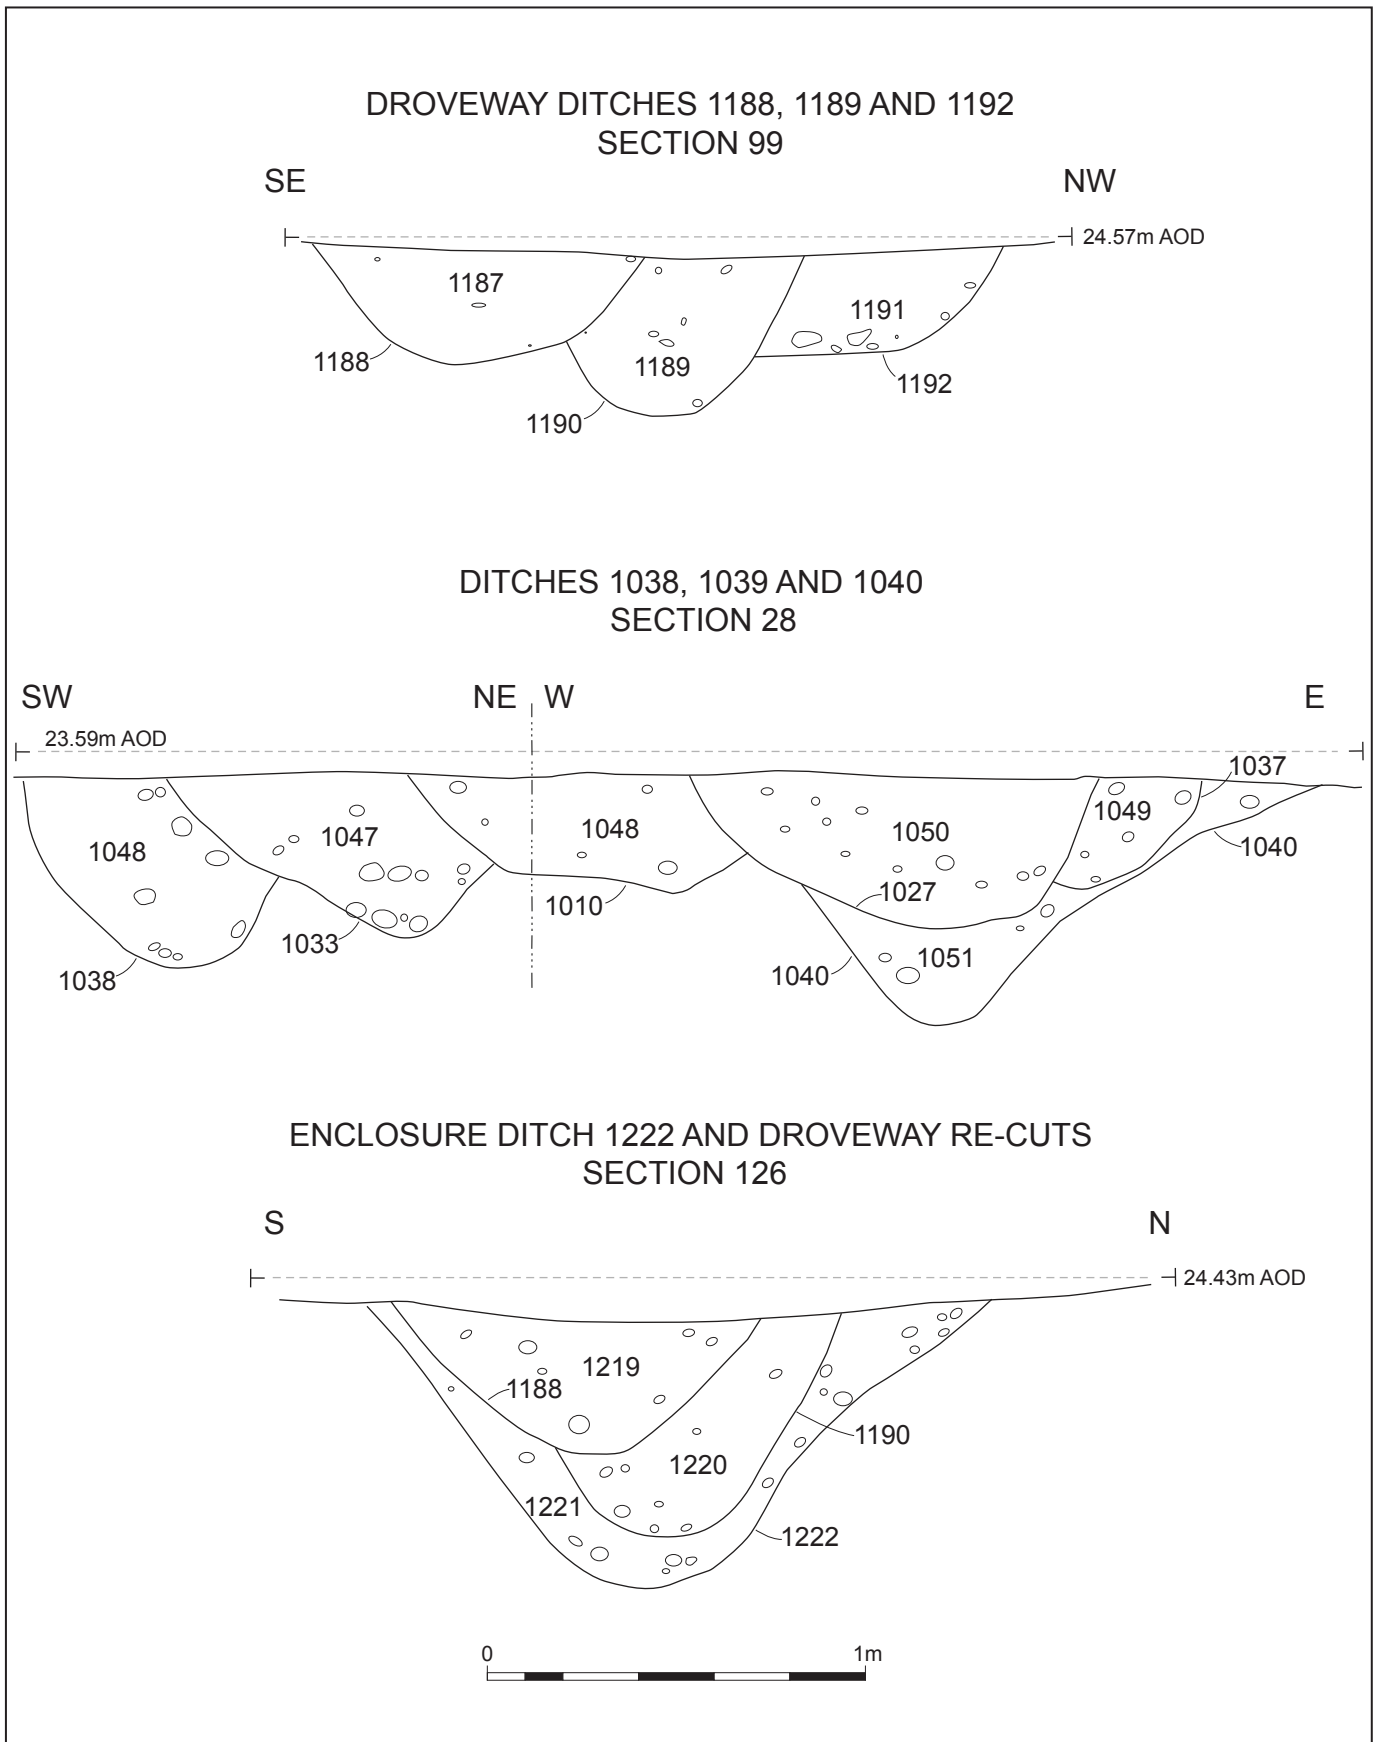 DROVEWAY DITCHES 1188, 1189 AND 1192
SECTION 99
SE NW
24.57m AOD
1187
1191
1188
1189
1192
1190
DITCHES 1038, 1039 AND 1040
SECTION 28
SW NE W E
23.59m AOD
1037
1049
1048 1047 1048 1050
1040
1027
1010
1033
1051
1038 1040
ENCLOSURE DITCH 1222 AND DROVEWAY RE-CUTS
SECTION 126
S N
24.43m AOD
1219
1188
1190
1220
1221
1222
0 1m